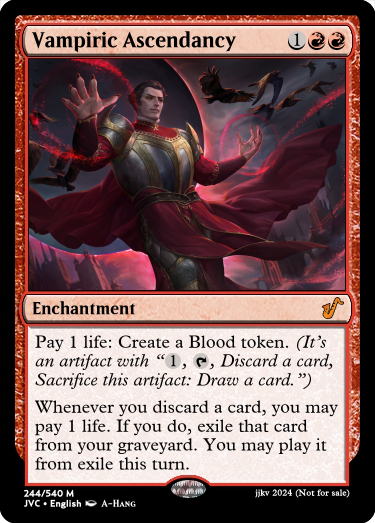 Vampiric Ascendancy 1
Enchantment
Pay 1 life: Create a Blood token. (It's
an artifact with “1, , Discard a card,
Sacrifice this artifact: Draw a card.”)
Whenever you discard a card, you may
pay 1 life. If you do, exile that card
from your graveyard. You may play it
from exile this turn.
244/540 M
JVC • English A-Hang
jjkv 2024 (Not for sale)